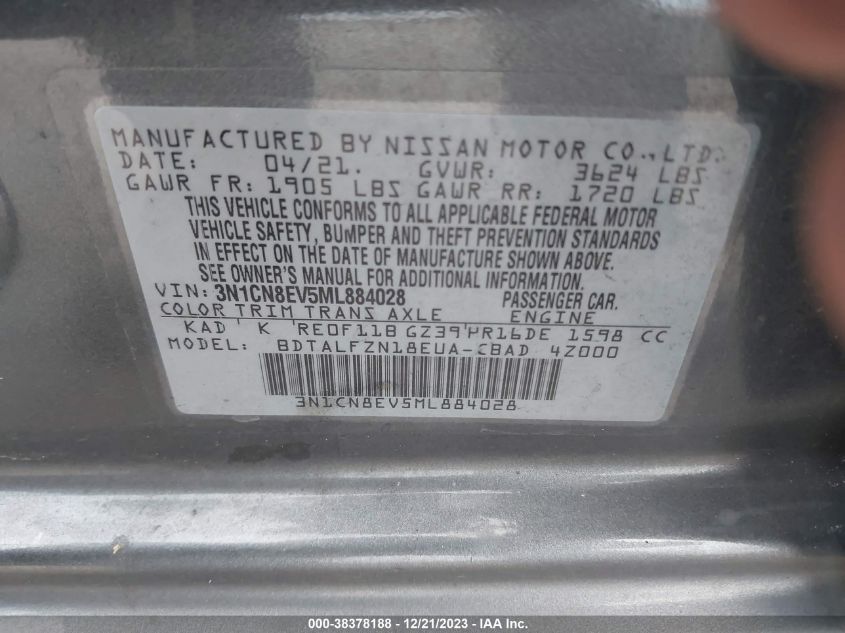 MANUFACTURED BY NISSAN MOTOR CO.,LTD.
DATE: 04/21. GVWR: 3624 LBS
GAWR FR: 1905 LBS GAWR RR: 1720 LBS
THIS VEHICLE CONFORMS TO ALL APPLICABLE FEDERAL MOTOR
VEHICLE SAFETY, BUMPER AND THEFT PREVENTION STANDARDS
IN EFFECT ON THE DATE OF MANUFACTURE SHOWN ABOVE.
SEE OWNER'S MANUAL FOR ADDITIONAL INFORMATION.
VIN: 3N1CN8EV5ML884028 PASSENGER CAR.
COLOR TRIM TRANS AXLE ENGINE
KAD K RE0F11B GZ39 HR16DE 1598 CC
MODEL: BDTALFZN18EUA-CBAD 4Z000
3N1CN8EV5ML884028
000-38378188 - 12/21/2023 - IAA Inc.